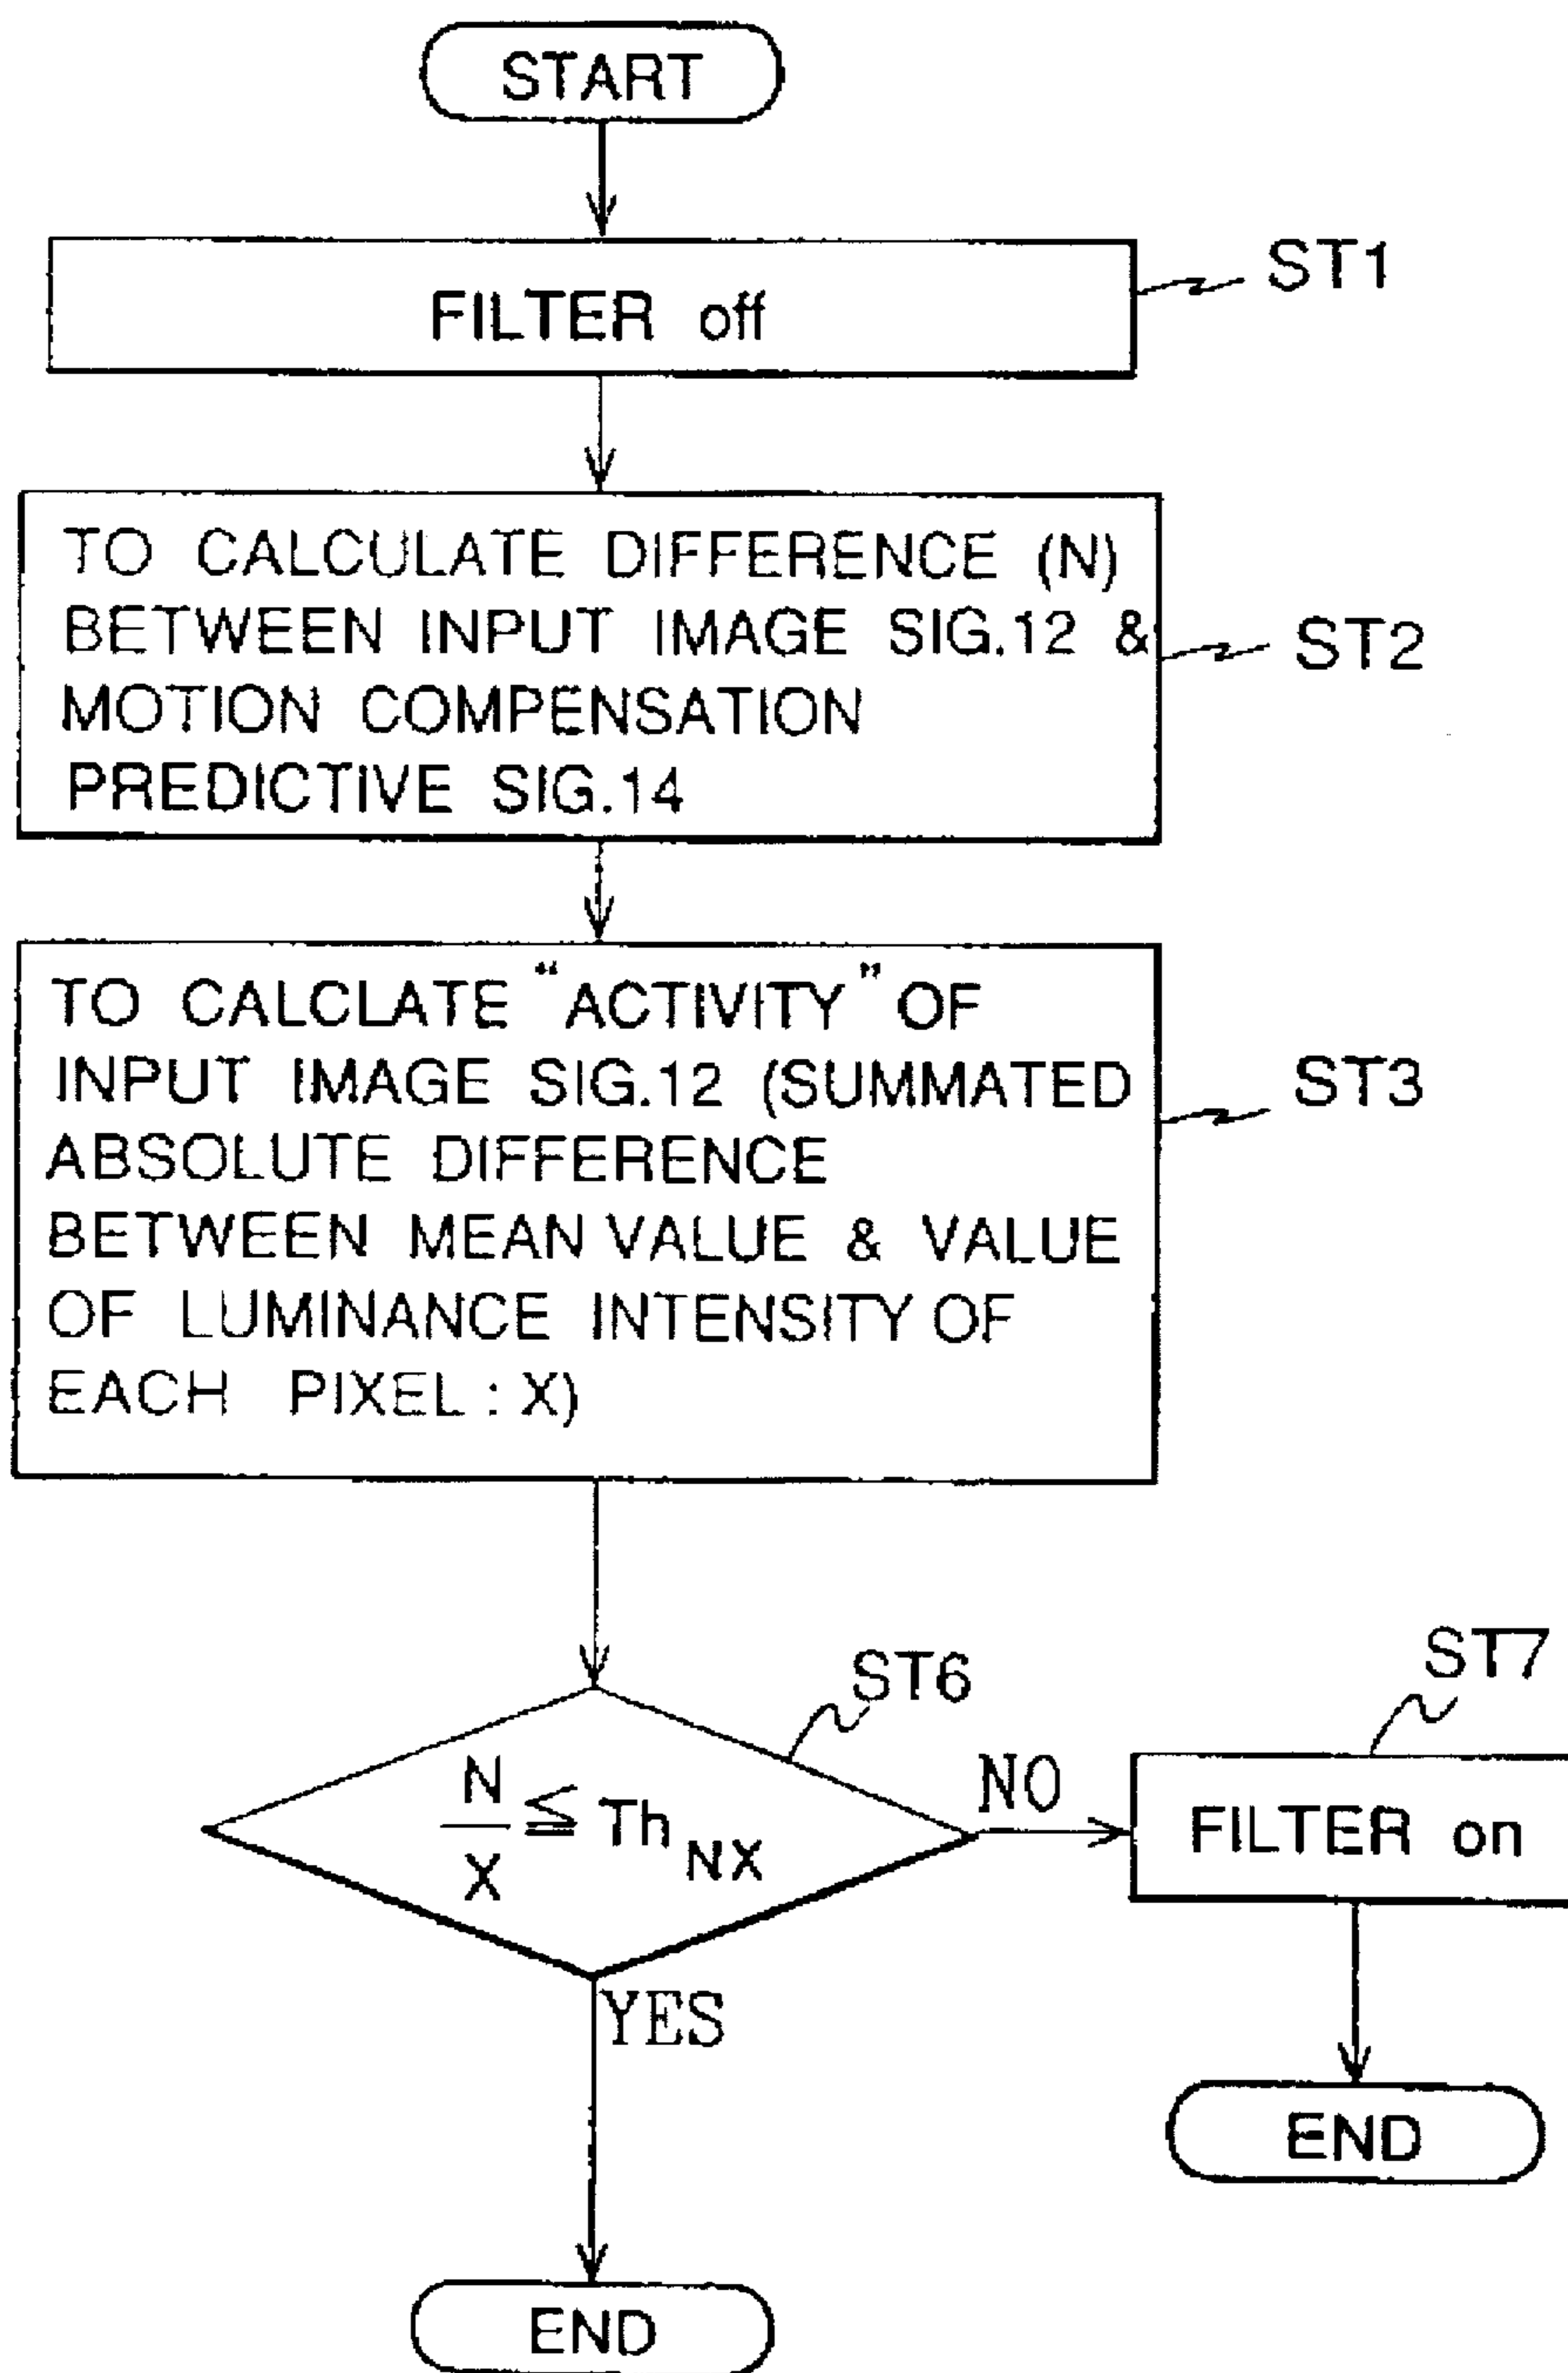 START
FILTER off
ST1
TO CALCULATE DIFFERENCE (N)
BETWEEN INPUT IMAGE SIG.12 &
MOTION COMPENSATION
PREDICTIVE SIG.14
ST2
TO CALCLATE “ACTIVITY” OF
INPUT IMAGE SIG.12 (SUMMATED
ABSOLUTE DIFFERENCE
BETWEEN MEAN VALUE & VALUE
OF LUMINANCE INTENSITY OF
EACH PIXEL : X)
ST3
ST6
N
X
≦ Th NX
NO
ST7
FILTER on
YES
END
END